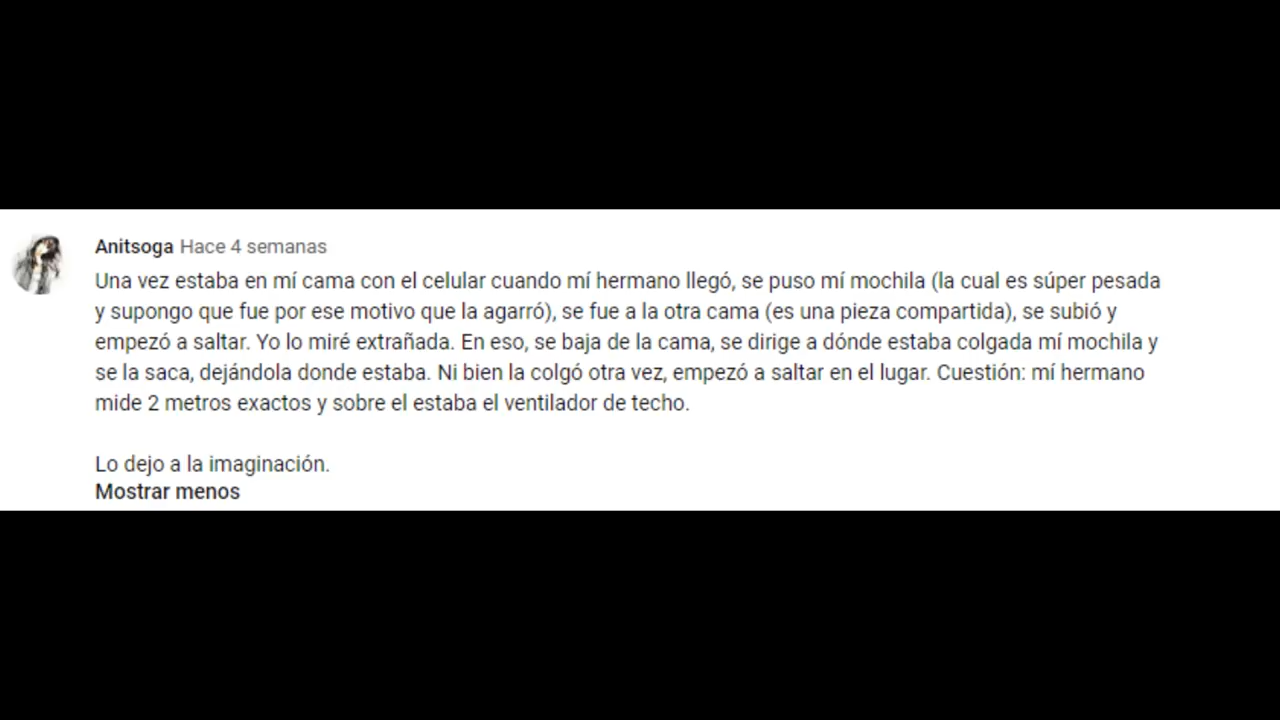 Anitsoga Hace 4 semanas
Una vez estaba en mí cama con el celular cuando mí hermano llegó, se puso mí mochila (la cual es súper pesada
y supongo que fue por ese motivo que la agarró), se fue a la otra cama (es una pieza compartida), se subió y
empezó a saltar. Yo lo miré extrañada. En eso, se baja de la cama, se dirige a dónde estaba colgada mí mochila y
se la saca, dejándola donde estaba. Ni bien la colgó otra vez, empezó a saltar en el lugar. Cuestión: mí hermano
mide 2 metros exactos y sobre el estaba el ventilador de techo.
Lo dejo a la imaginación.
Mostrar menos